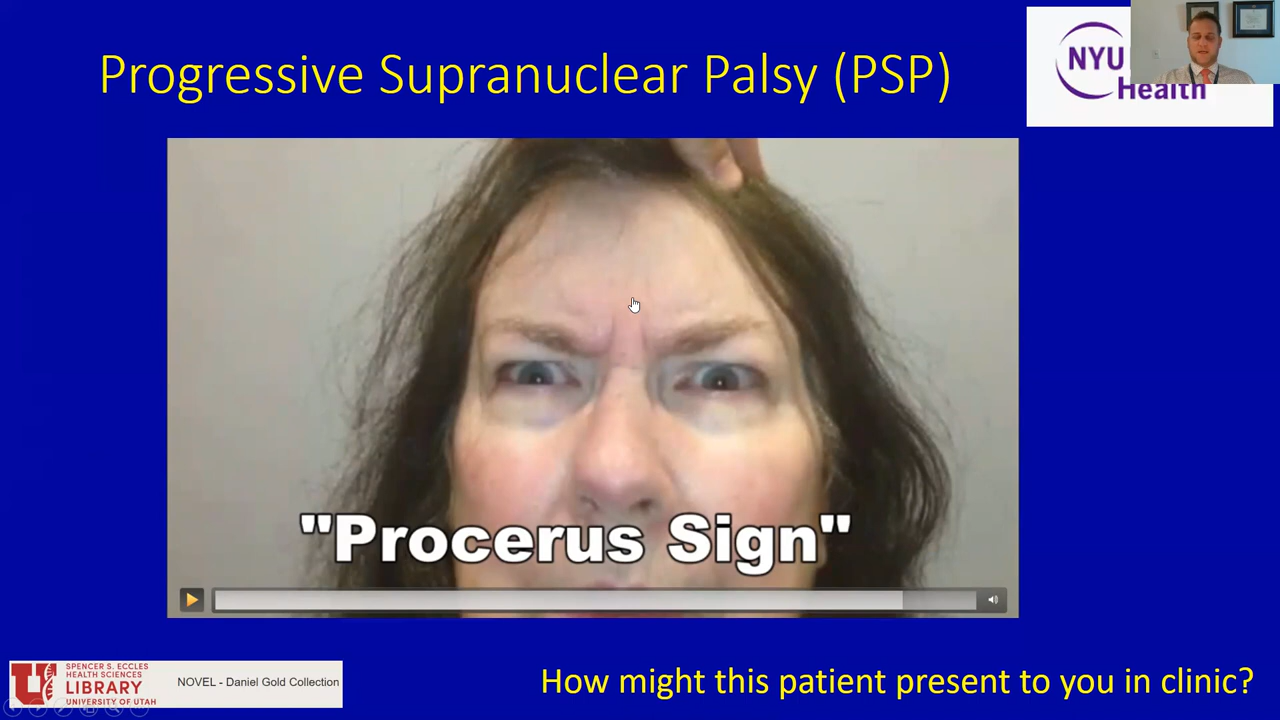 Progressive Supranuclear Palsy (PSP)
NYU
Health
"Procerus Sign"
SPENCER S. ECCLES
HEALTH SCIENCES
LIBRARY
UNIVERSITY OF UTAH
NOVEL - Daniel Gold Collection
How might this patient present to you in clinic?